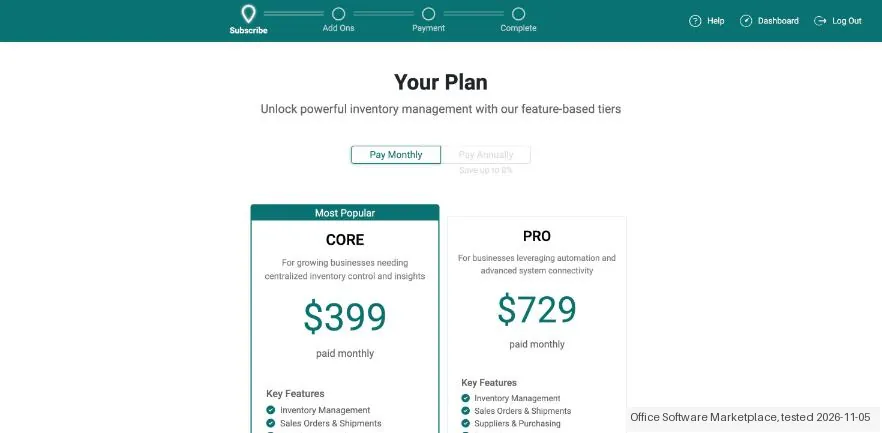 Subscribe
Add Ons
Payment
Complete
Help
Dashboard
Log Out
Your Plan
Unlock powerful inventory management with our feature-based tiers
Pay Monthly
Pay Annually
Save up to 8%
Most Popular
CORE
For growing businesses needing
centralized inventory control and insights
$399
paid monthly
Key Features
Inventory Management
Sales Orders & Shipments
PRO
For businesses leveraging automation and
advanced system connectivity
$729
paid monthly
Key Features
Inventory Management
Sales Orders & Shipments
Suppliers & Purchasing
Office Software Marketplace, tested 2026-11-05